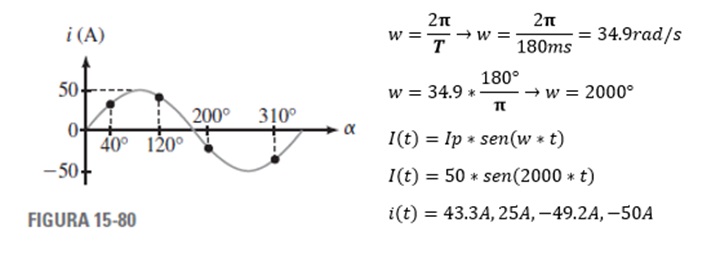 i (A)
50
0
−50
40° 120°
200° 310°
α
FIGURA 15-80
w = 2π/T → w = 2π/180ms = 34.9rad/s
w = 34.9 * 180°/π → w = 2000°
I(t) = Ip * sen(w * t)
I(t) = 50 * sen(2000 * t)
i(t) = 43.3A, 25A, −49.2A, −50A